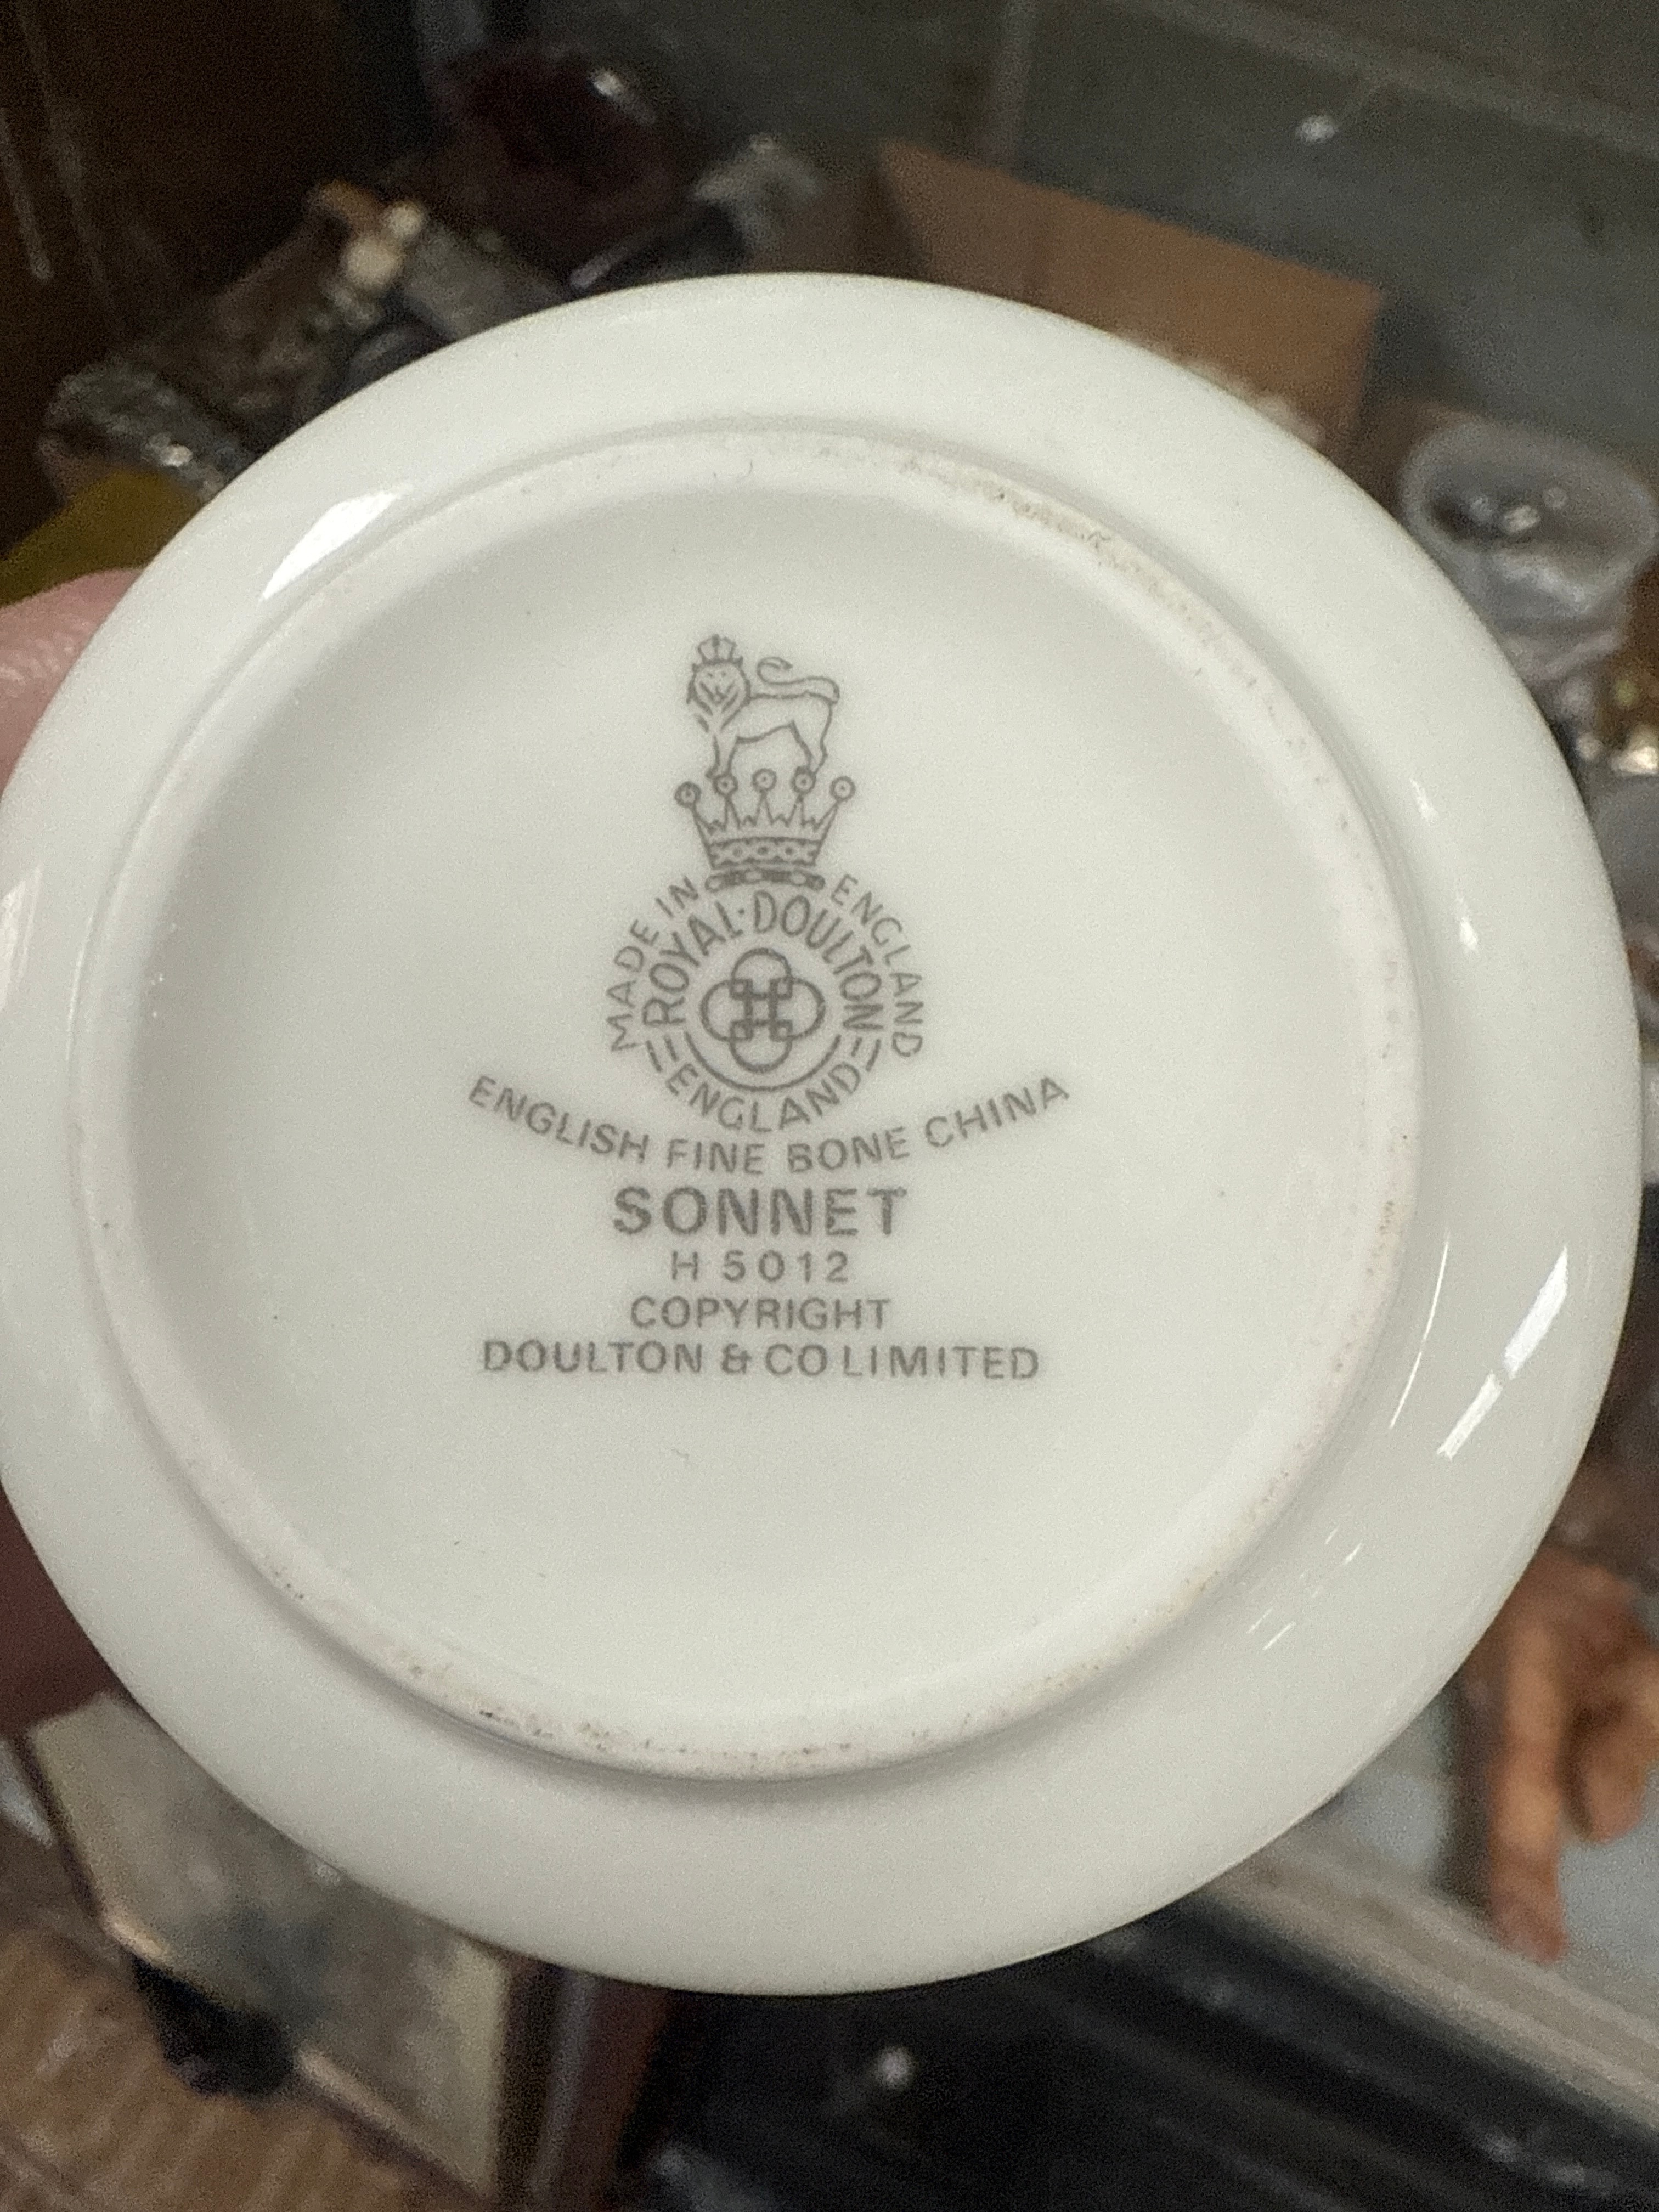 MADE IN ENGLAND
ROYAL·DOULTON
ENGLAND
ENGLISH FINE BONE CHINA
SONNET
H 5012
COPYRIGHT
DOULTON & CO LIMITED